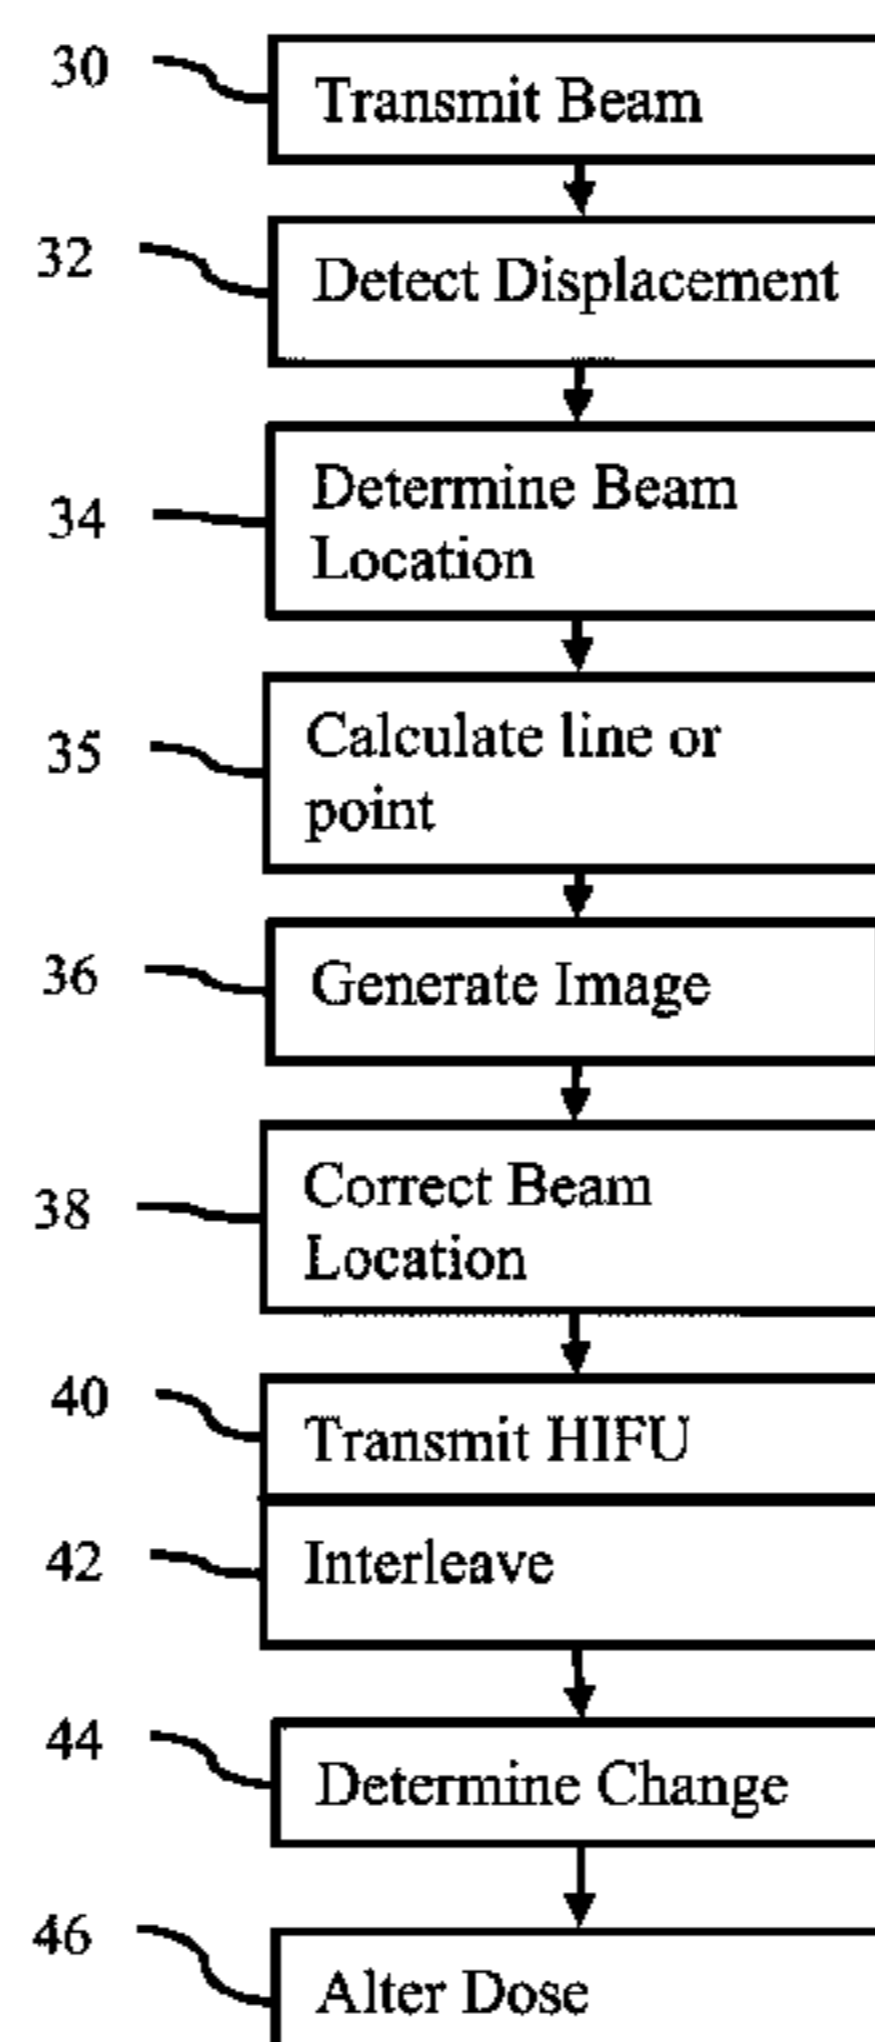 30
Transmit Beam
32
Detect Displacement
34
Determine Beam
Location
35
Calculate line or
point
36
Generate Image
38
Correct Beam
Location
40
Transmit HIFU
42
Interleave
44
Determine Change
46
Alter Dose